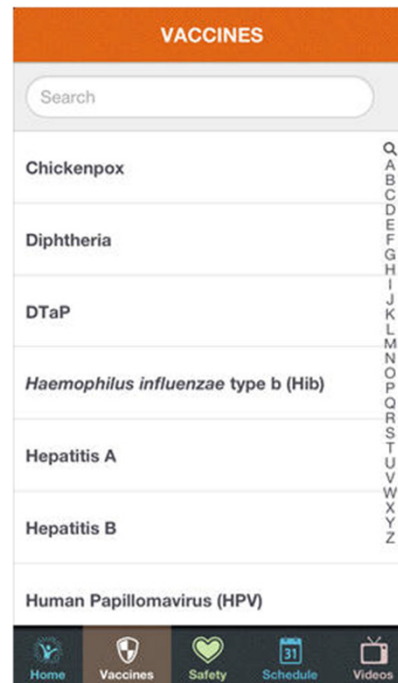 VACCINES
Search
Chickenpox
Diphtheria
DTaP
Haemophilus influenzae type b (Hib)
Hepatitis A
Hepatitis B
Human Papillomavirus (HPV)
A
B
C
D
E
F
G
H
I
J
K
L
M
N
O
P
Q
R
S
T
U
V
W
X
Y
Z
31
Home Vaccines Safety Schedule Videos